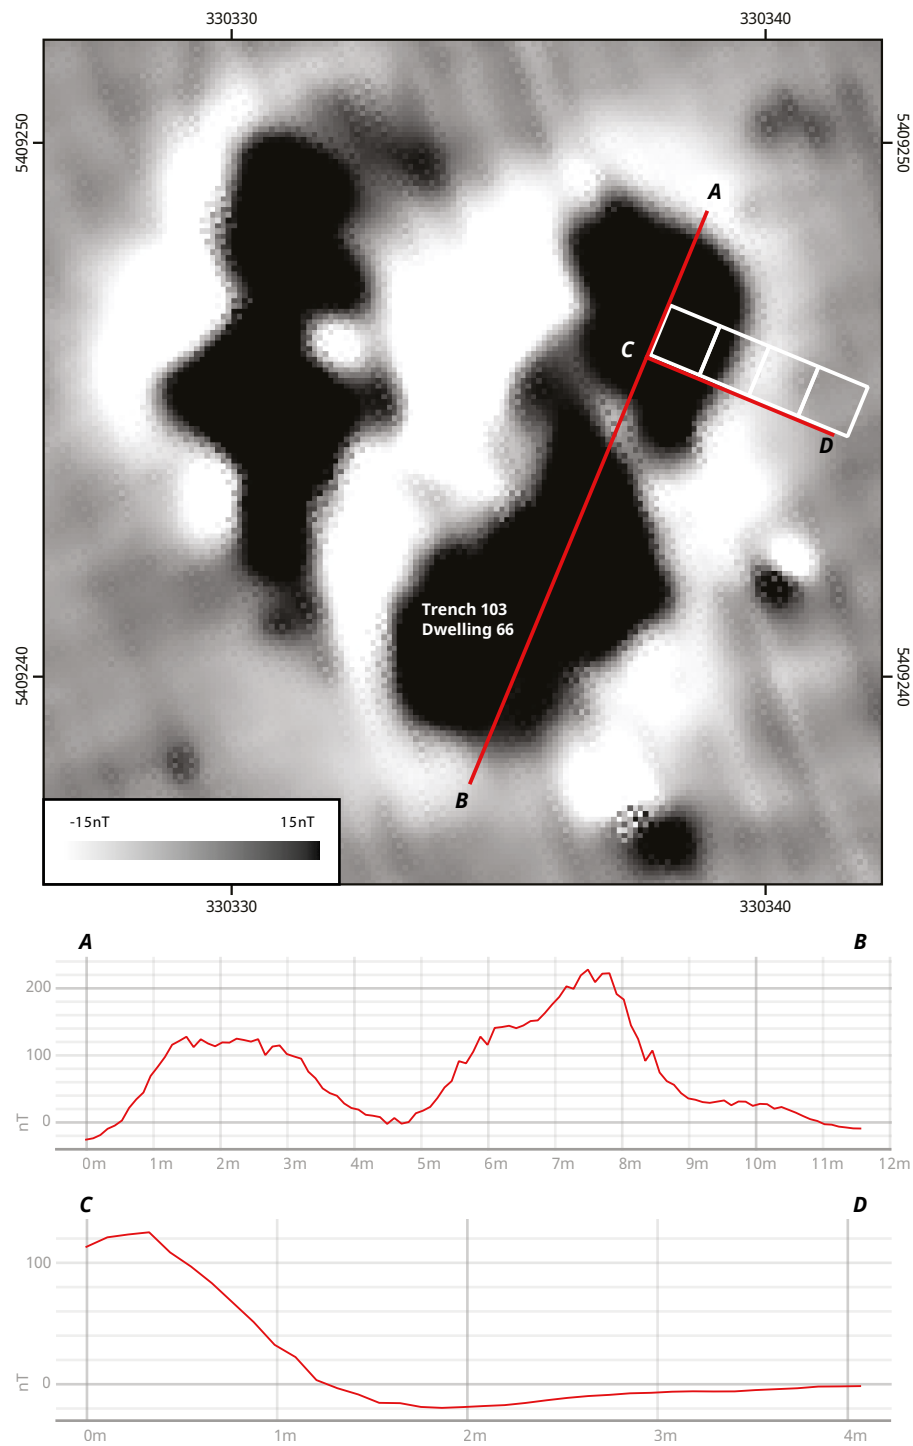 330330 330340
5409250 5409250
A
C
D
Trench 103
Dwelling 66
5409240 5409240
B
-15nT 15nT
330330 330340
A B
200
100
0
nT
0m 1m 2m 3m 4m 5m 6m 7m 8m 9m 10m 11m 12m
C D
100
0
nT
0m 1m 2m 3m 4m